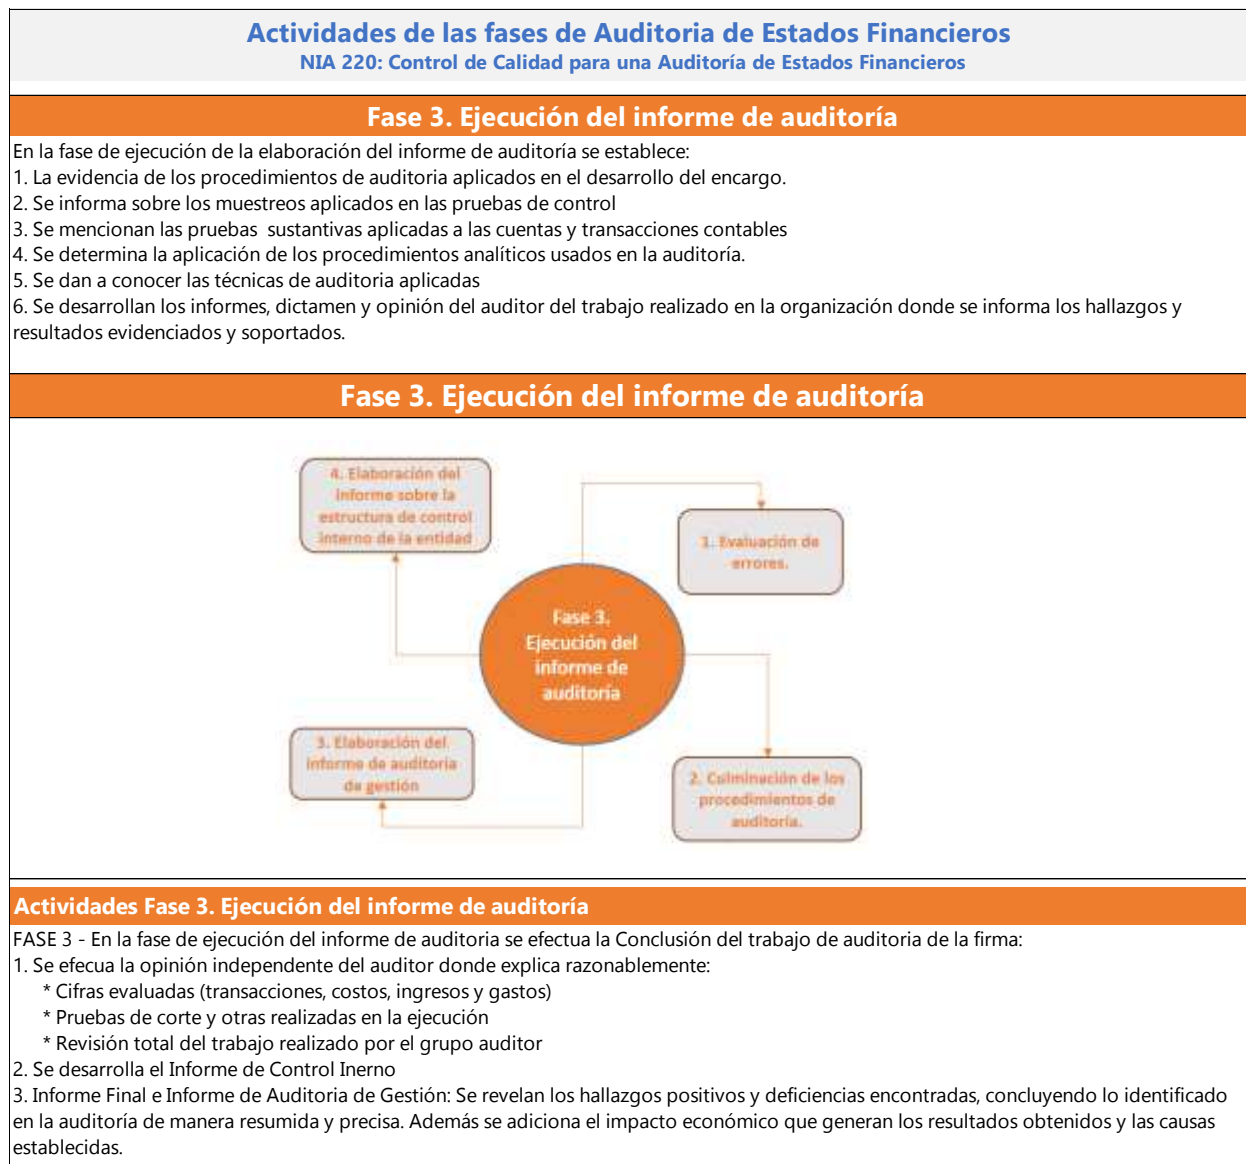 Actividades de las fases de Auditoria de Estados Financieros
NIA 220: Control de Calidad para una Auditoría de Estados Financieros
Fase 3. Ejecución del informe de auditoría
En la fase de ejecución de la elaboración del informe de auditoría se establece:
1. La evidencia de los procedimientos de auditoria aplicados en el desarrollo del encargo.
2. Se informa sobre los muestreos aplicados en las pruebas de control
3. Se mencionan las pruebas  sustantivas aplicadas a las cuentas y transacciones contables
4. Se determina la aplicación de los procedimientos analíticos usados en la auditoría.
5. Se dan a conocer las técnicas de auditoria aplicadas
6. Se desarrollan los informes, dictamen y opinión del auditor del trabajo realizado en la organización donde se informa los hallazgos y
resultados evidenciados y soportados.
Fase 3. Ejecución del informe de auditoría
4. Elaboración del
informe sobre la
estructura de control
interno de la entidad
1. Evaluación de
errores.
Fase 3.
Ejecución del
informe de
auditoría
3. Elaboración del
informe de auditoria
de gestión
2. Culminación de los
procedimientos de
auditoría.
Actividades Fase 3. Ejecución del informe de auditoría
FASE 3 - En la fase de ejecución del informe de auditoria se efectua la Conclusión del trabajo de auditoria de la firma:
1. Se efecua la opinión independente del auditor donde explica razonablemente:
* Cifras evaluadas (transacciones, costos, ingresos y gastos)
* Pruebas de corte y otras realizadas en la ejecución
* Revisión total del trabajo realizado por el grupo auditor
2. Se desarrolla el Informe de Control Inerno
3. Informe Final e Informe de Auditoria de Gestión: Se revelan los hallazgos positivos y deficiencias encontradas, concluyendo lo identificado
en la auditoría de manera resumida y precisa. Además se adiciona el impacto económico que generan los resultados obtenidos y las causas
establecidas.